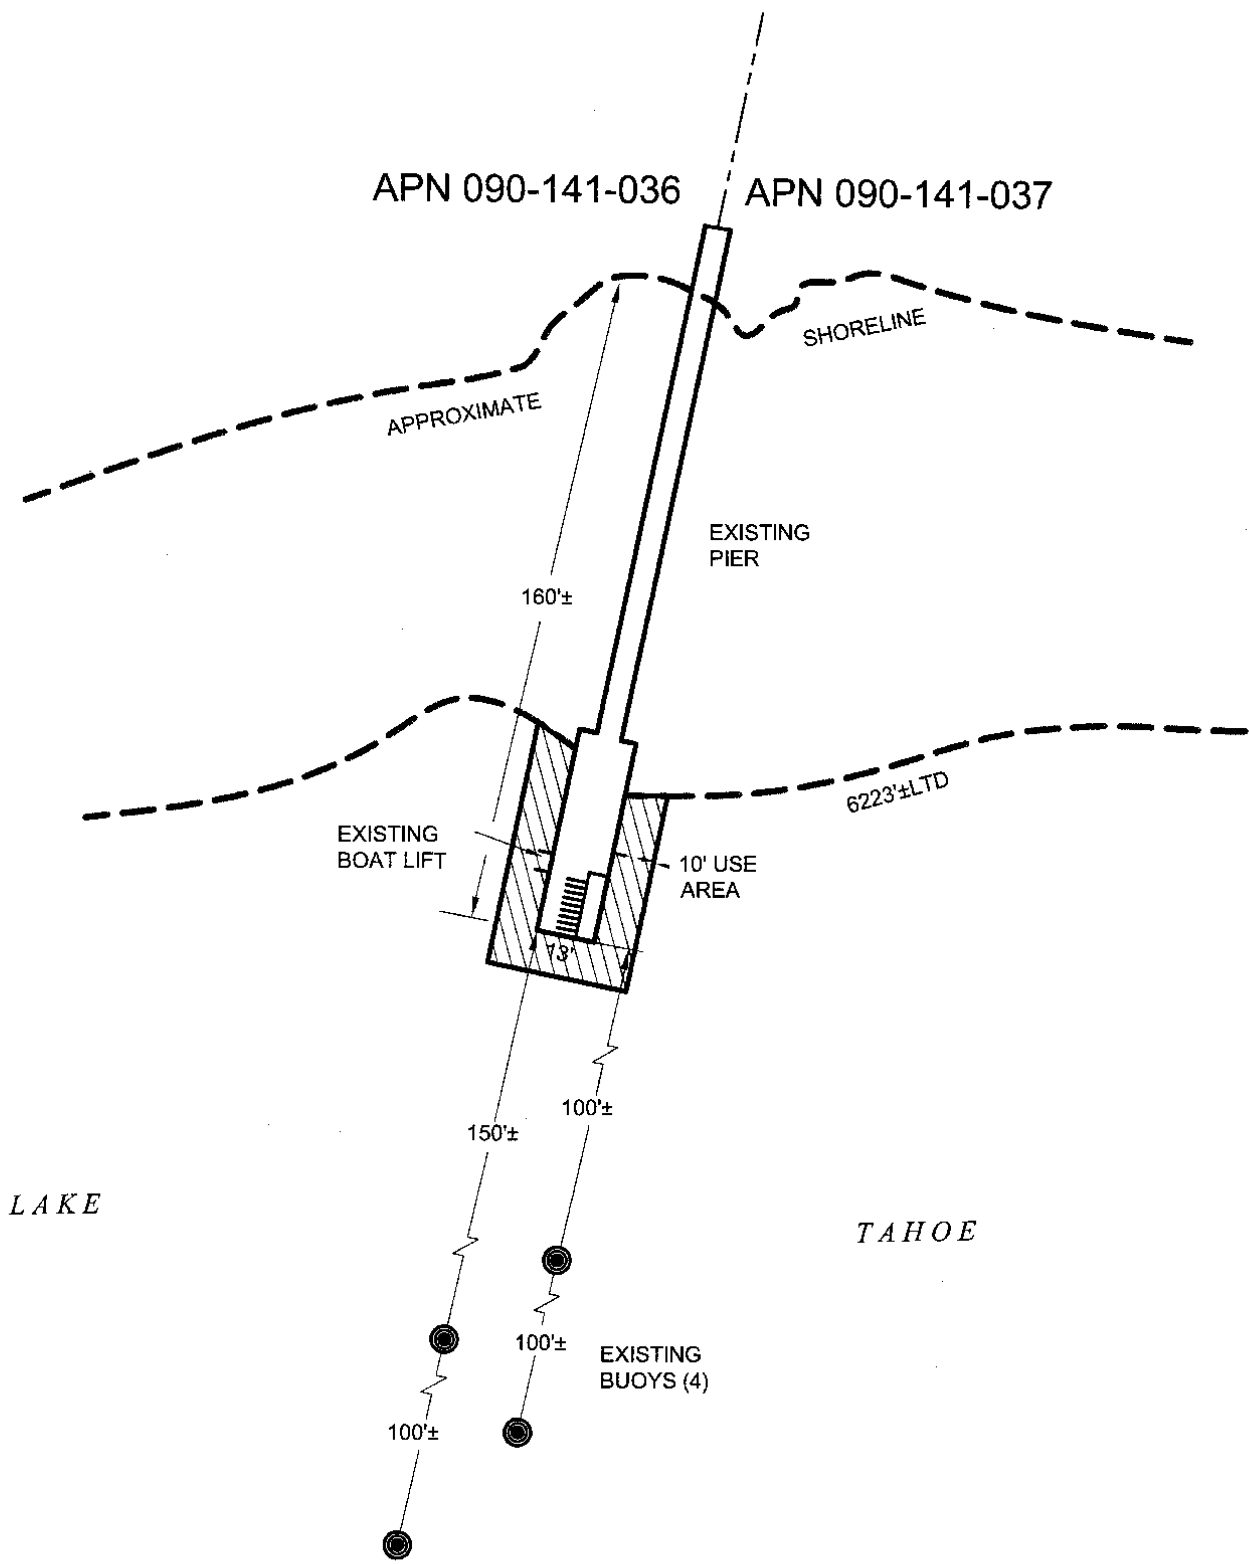 APN 090-141-036
APN 090-141-037
SHORELINE
APPROXIMATE
EXISTING
PIER
160'±
6223'±LTD
EXISTING
BOAT LIFT
10' USE
AREA
13'
100'±
150'±
LAKE
TAHOE
100'±
EXISTING
BUOYS (4)
100'±